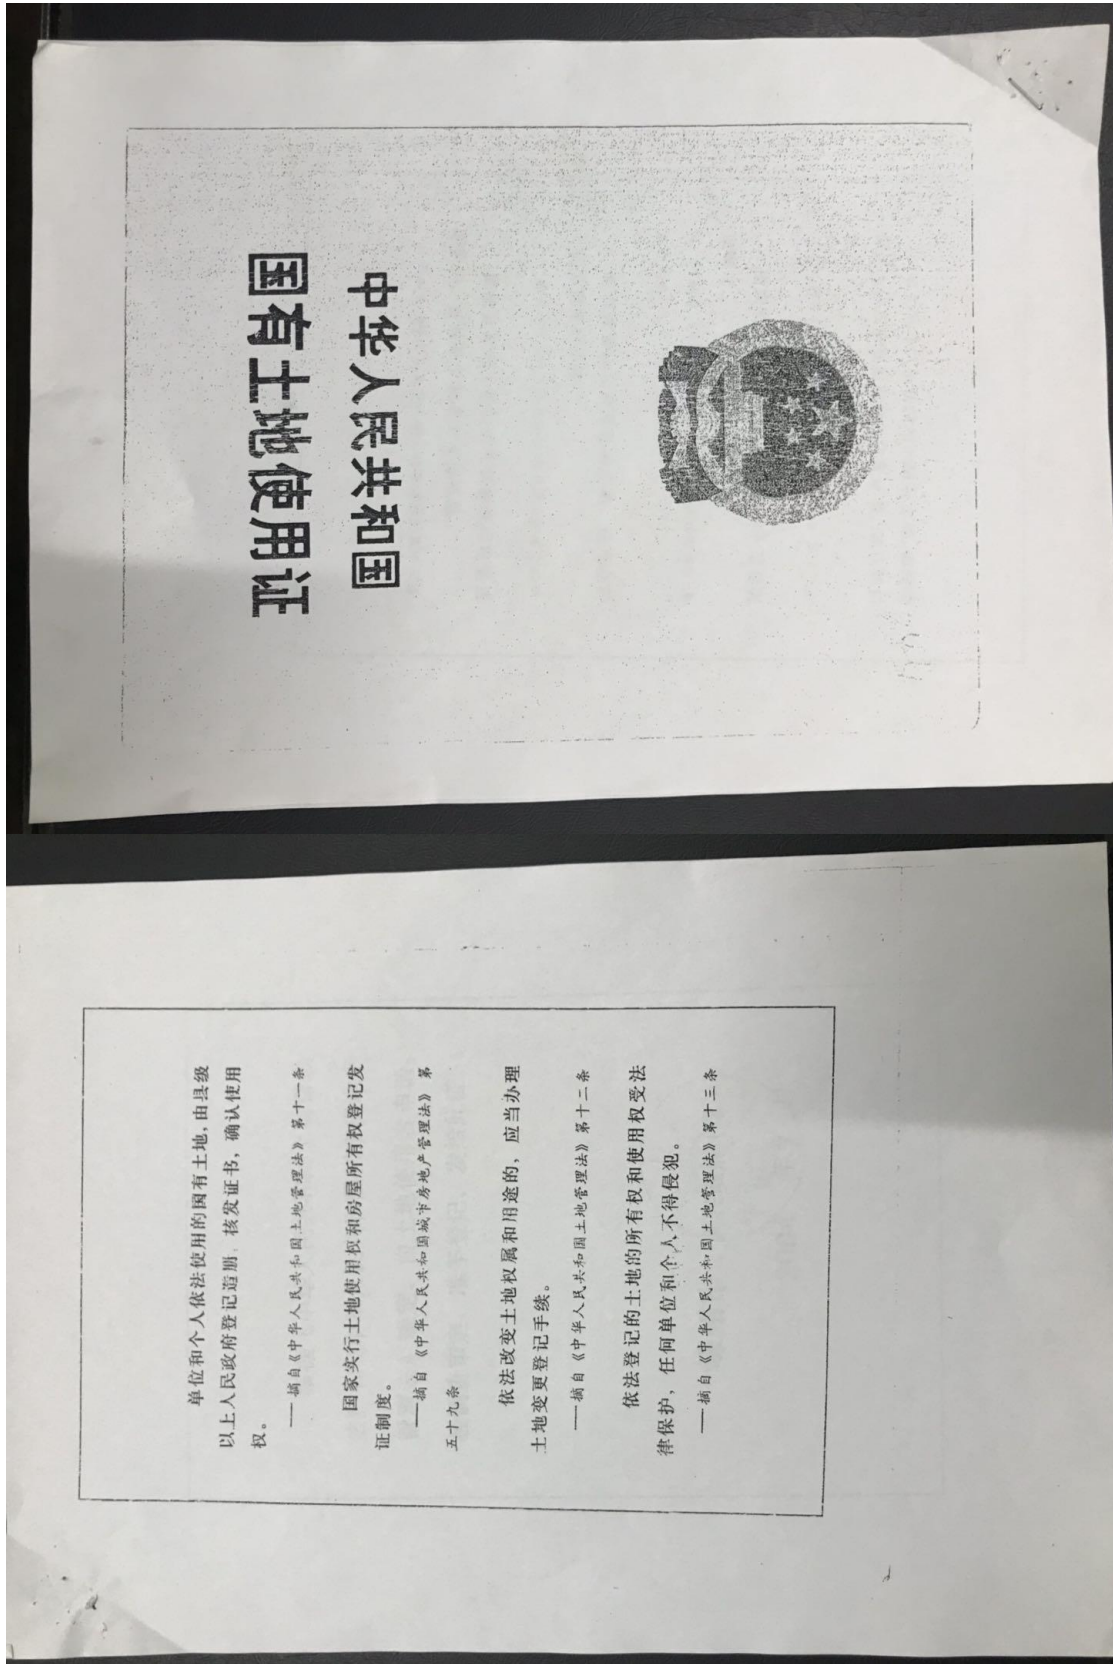 中华人民共和国
国有土地使用证
单位和个人依法使用的国有土地，由县级
以上人民政府登记造册，核发证书，确认使用
权。
——摘自《中华人民共和国土地管理法》第十一条
国家实行土地使用权和房屋所有权登记发
证制度。
——摘自《中华人民共和国城市房地产管理法》第
五十九条
依法改变土地权属和用途的，应当办理
土地变更登记手续。
——摘自《中华人民共和国土地管理法》第十二条
依法登记的土地的所有权和使用权受法
律保护，任何单位和个人不得侵犯。
——摘自《中华人民共和国土地管理法》第十三条